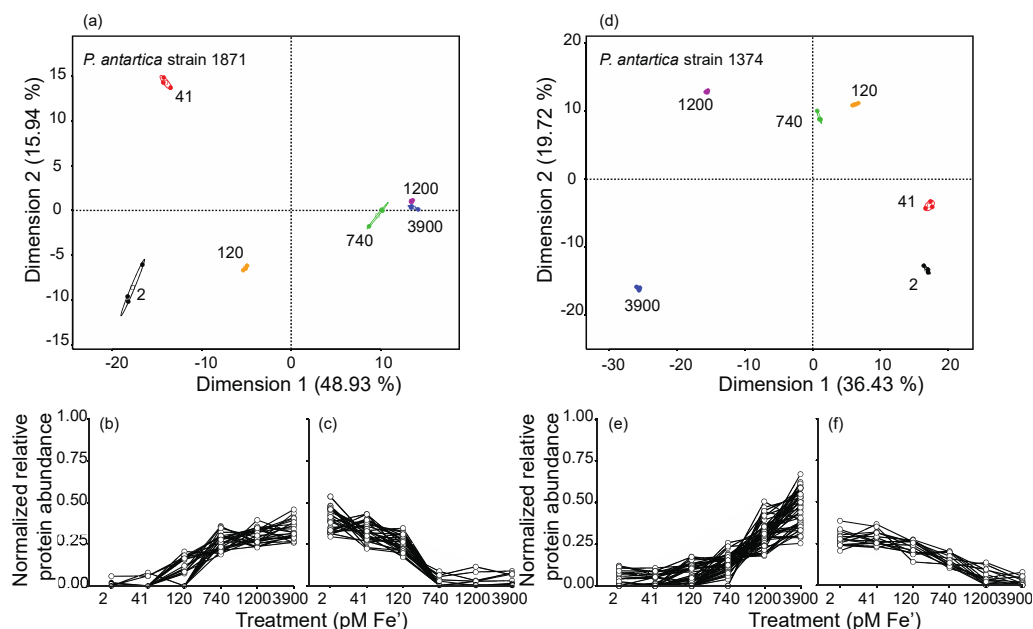 (a)
P. antartica strain 1871
Dimension 2 (15.94 %)
15
10
5
0
-5
-10
-15
41
2
120
740
1200
3900
-20
-10
0
10
Dimension 1 (48.93 %)
(d)
P. antartica strain 1374
Dimension 2 (19.72 %)
20
10
0
-10
-20
1200
740
120
41
2
3900
-30
-20
-10
0
10
20
Dimension 1 (36.43 %)
Normalized relative
protein abundance
1.00
0.75
0.50
0.25
0.00
(b)
2 41 120 740 1200 3900
(c)
2 41 120 740 1200 3900
Treatment (pM Fe')
Normalized relative
protein abundance
1.00
0.75
0.50
0.25
0.00
(e)
2 41 120 740 1200 3900
(f)
2 41 120 740 1200 3900
Treatment (pM Fe')